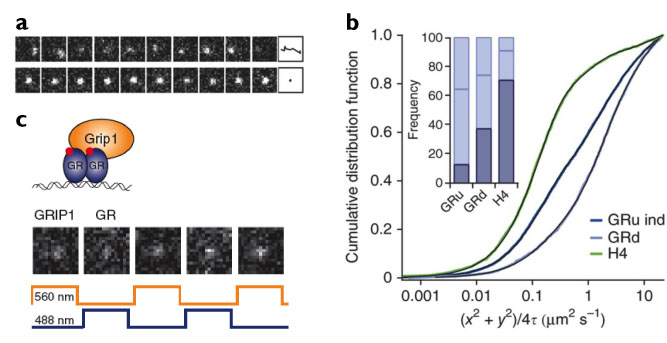 a
c
Grip1
GR GR
GRIP1 GR
560 nm
488 nm
b
Cumulative distribution function
1.0
0.8
0.6
0.4
0.2
0
Frequency
100
80
60
40
20
0
GRu
GRd
H4
GRu ind
GRd
H4
0.001 0.01 0.1 1 10
(x² + y²)/4τ (μm² s⁻¹)